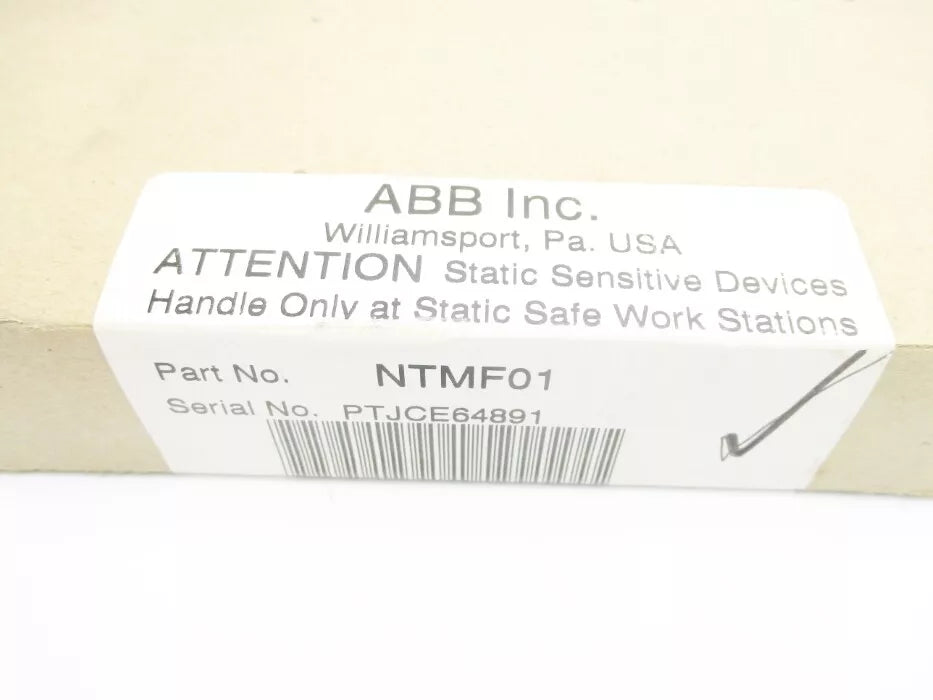 ABB Inc.
Williamsport, Pa. USA
ATTENTION Static Sensitive Devices
Handle Only at Static Safe Work Stations
Part No. NTMF01
Serial No. PTJCE64891